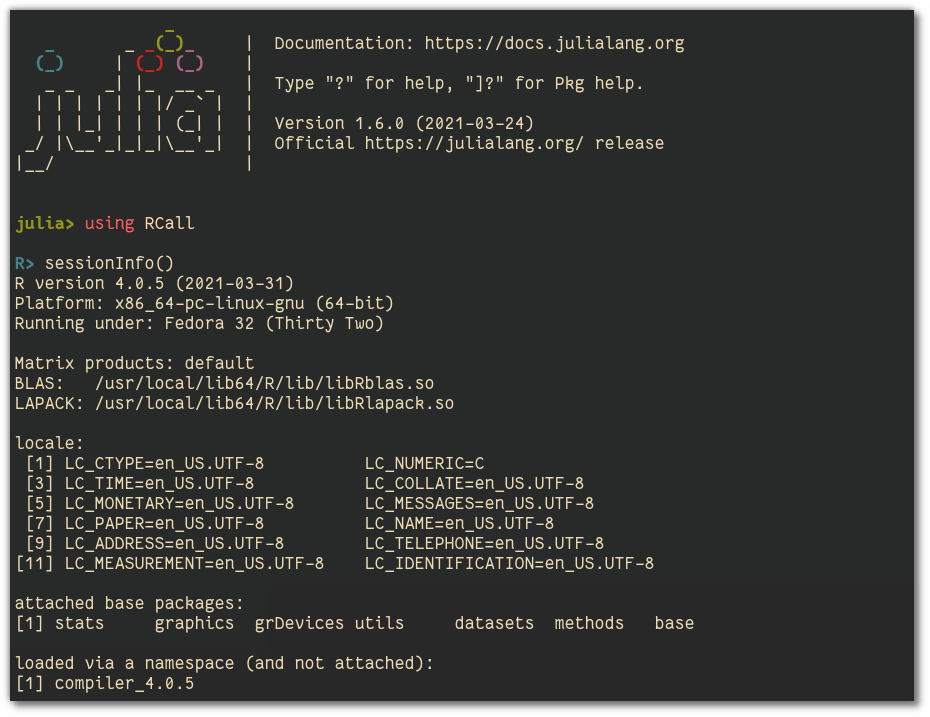 Documentation: https://docs.julialang.org
Type "?" for help, "]?" for Pkg help.
Version 1.6.0 (2021-03-24)
Official https://julialang.org/ release
julia> using RCall
R> sessionInfo()
R version 4.0.5 (2021-03-31)
Platform: x86_64-pc-linux-gnu (64-bit)
Running under: Fedora 32 (Thirty Two)
Matrix products: default
BLAS:   /usr/local/lib64/R/lib/libRblas.so
LAPACK: /usr/local/lib64/R/lib/libRlapack.so
locale:
 [1] LC_CTYPE=en_US.UTF-8          LC_NUMERIC=C
 [3] LC_TIME=en_US.UTF-8           LC_COLLATE=en_US.UTF-8
 [5] LC_MONETARY=en_US.UTF-8       LC_MESSAGES=en_US.UTF-8
 [7] LC_PAPER=en_US.UTF-8          LC_NAME=en_US.UTF-8
 [9] LC_ADDRESS=en_US.UTF-8        LC_TELEPHONE=en_US.UTF-8
[11] LC_MEASUREMENT=en_US.UTF-8    LC_IDENTIFICATION=en_US.UTF-8
attached base packages:
[1] stats     graphics  grDevices utils     datasets  methods   base
loaded via a namespace (and not attached):
[1] compiler_4.0.5